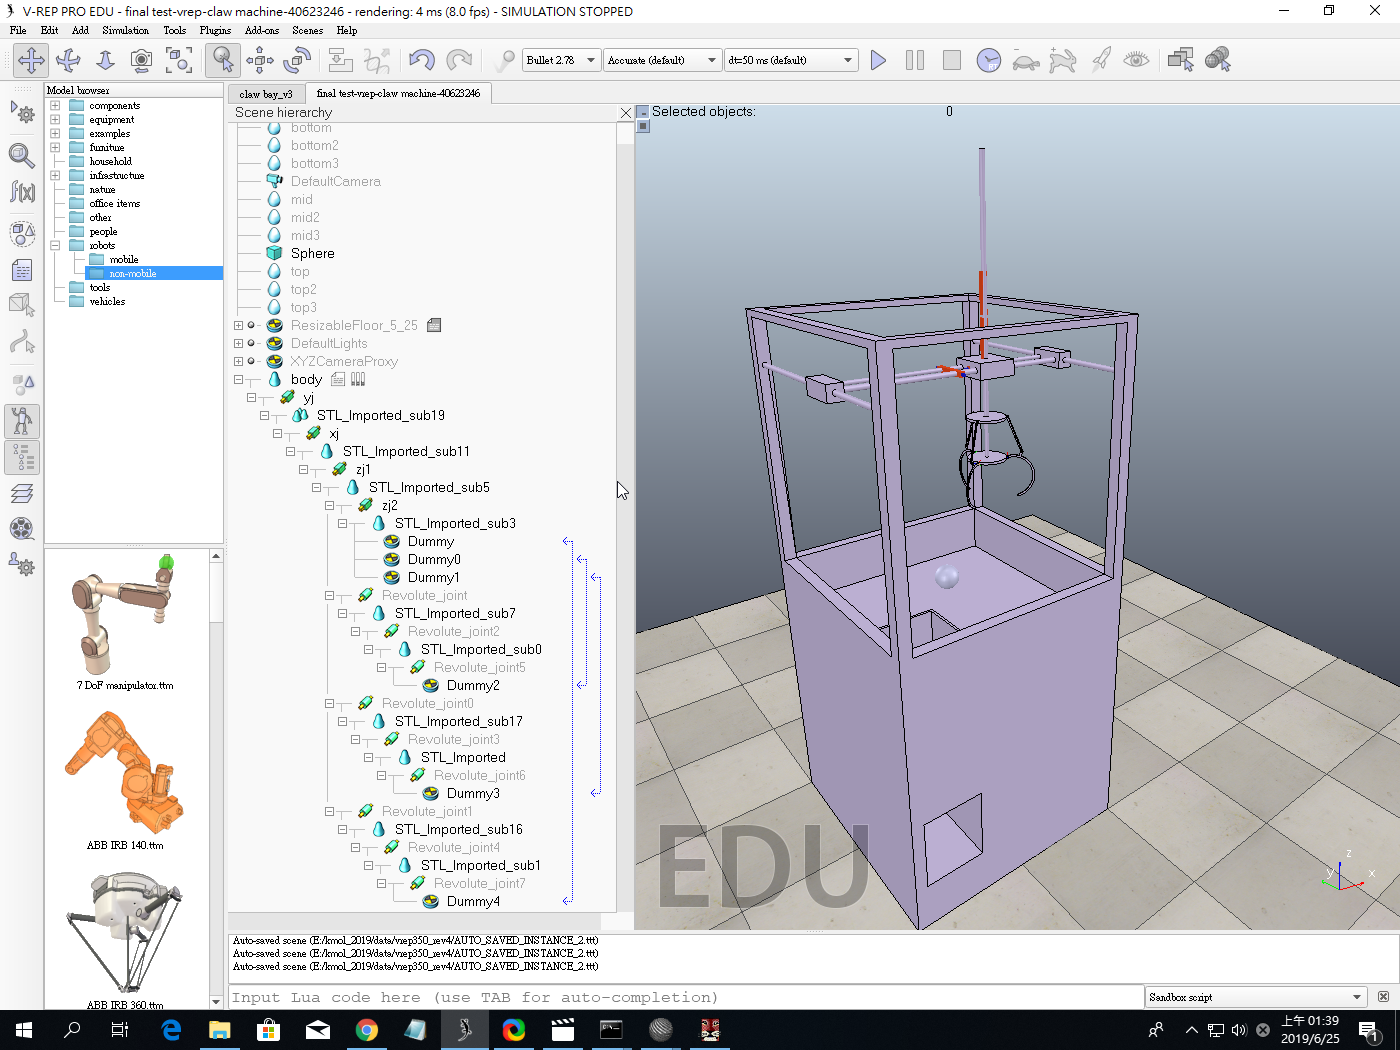 V-REP PRO EDU - final test-vrep-claw machine-40623246 - rendering: 4 ms (8.0 fps) - SIMULATION STOPPED
File Edit Add Simulation Tools Plugins Add-ons Scenes Help
Bullet 2.78 Accurate (default) dt=50 ms (default)
Model browser
components
equipment
examples
furniture
household
infrastructure
nature
office items
other
people
robots
mobile
non-mobile
tools
vehicles
7 DoF manipulator.ttm
ABB IRB 140.ttm
ABB IRB 360.ttm
claw bay_v3 final test-vrep-claw machine-40623246
Scene hierarchy
bottom
bottom2
bottom3
DefaultCamera
mid
mid2
mid3
Sphere
top
top2
top3
ResizableFloor_5_25
DefaultLights
XYZCameraProxy
body
yj
STL_Imported_sub19
xj
STL_Imported_sub11
zj1
STL_Imported_sub5
zj2
STL_Imported_sub3
Dummy
Dummy0
Dummy1
Revolute_joint
STL_Imported_sub7
Revolute_joint2
STL_Imported_sub0
Revolute_joint5
Dummy2
Revolute_joint0
STL_Imported_sub17
Revolute_joint3
STL_Imported
Revolute_joint6
Dummy3
Revolute_joint1
STL_Imported_sub16
Revolute_joint4
STL_Imported_sub1
Revolute_joint7
Dummy4
Selected objects: 0
EDU
z
y
x
Auto-saved scene (E:/kmol_2019/data/vrep350_rev4/AUTO_SAVED_INSTANCE_2.ttt)
Auto-saved scene (E:/kmol_2019/data/vrep350_rev4/AUTO_SAVED_INSTANCE_2.ttt)
Auto-saved scene (E:/kmol_2019/data/vrep350_rev4/AUTO_SAVED_INSTANCE_2.ttt)
Input Lua code here (use TAB for auto-completion)
Sandbox script
上午 01:39
2019/6/25
1